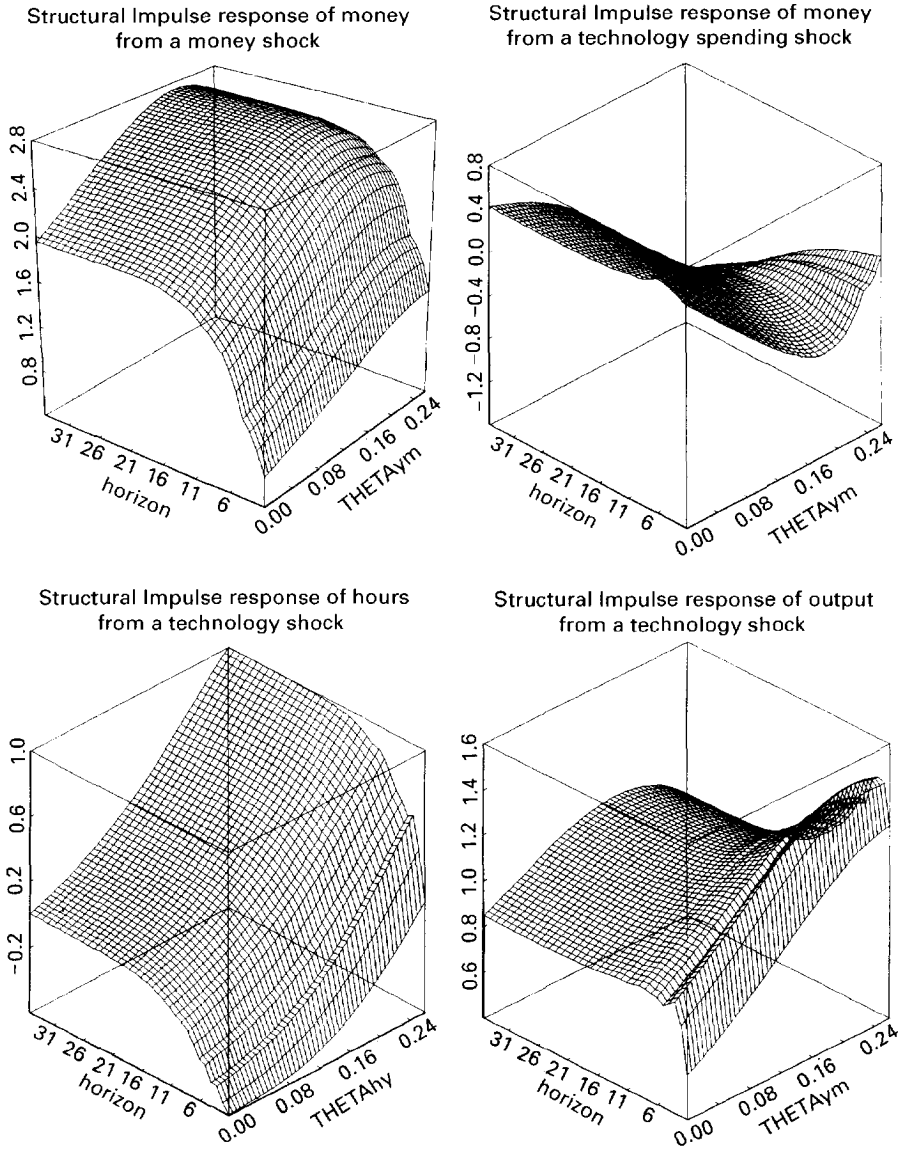 Structural Impulse response of money
from a money shock
2.8
2.4
2.0
1.6
1.2
0.8
31 26 21 16 11 6
horizon
0.00 0.08 0.16 0.24
THETAym
Structural Impulse response of money
from a technology spending shock
0.8
0.4
0.0
−0.4
−0.8
−1.2
31 26 21 16 11 6
horizon
0.00 0.08 0.16 0.24
THETAym
Structural Impulse response of hours
from a technology shock
1.0
0.6
0.2
−0.2
31 26 21 16 11 6
horizon
0.00 0.08 0.16 0.24
THETAhy
Structural Impulse response of output
from a technology shock
1.6
1.4
1.2
1.0
0.8
0.6
31 26 21 16 11 6
horizon
0.00 0.08 0.16 0.24
THETAym